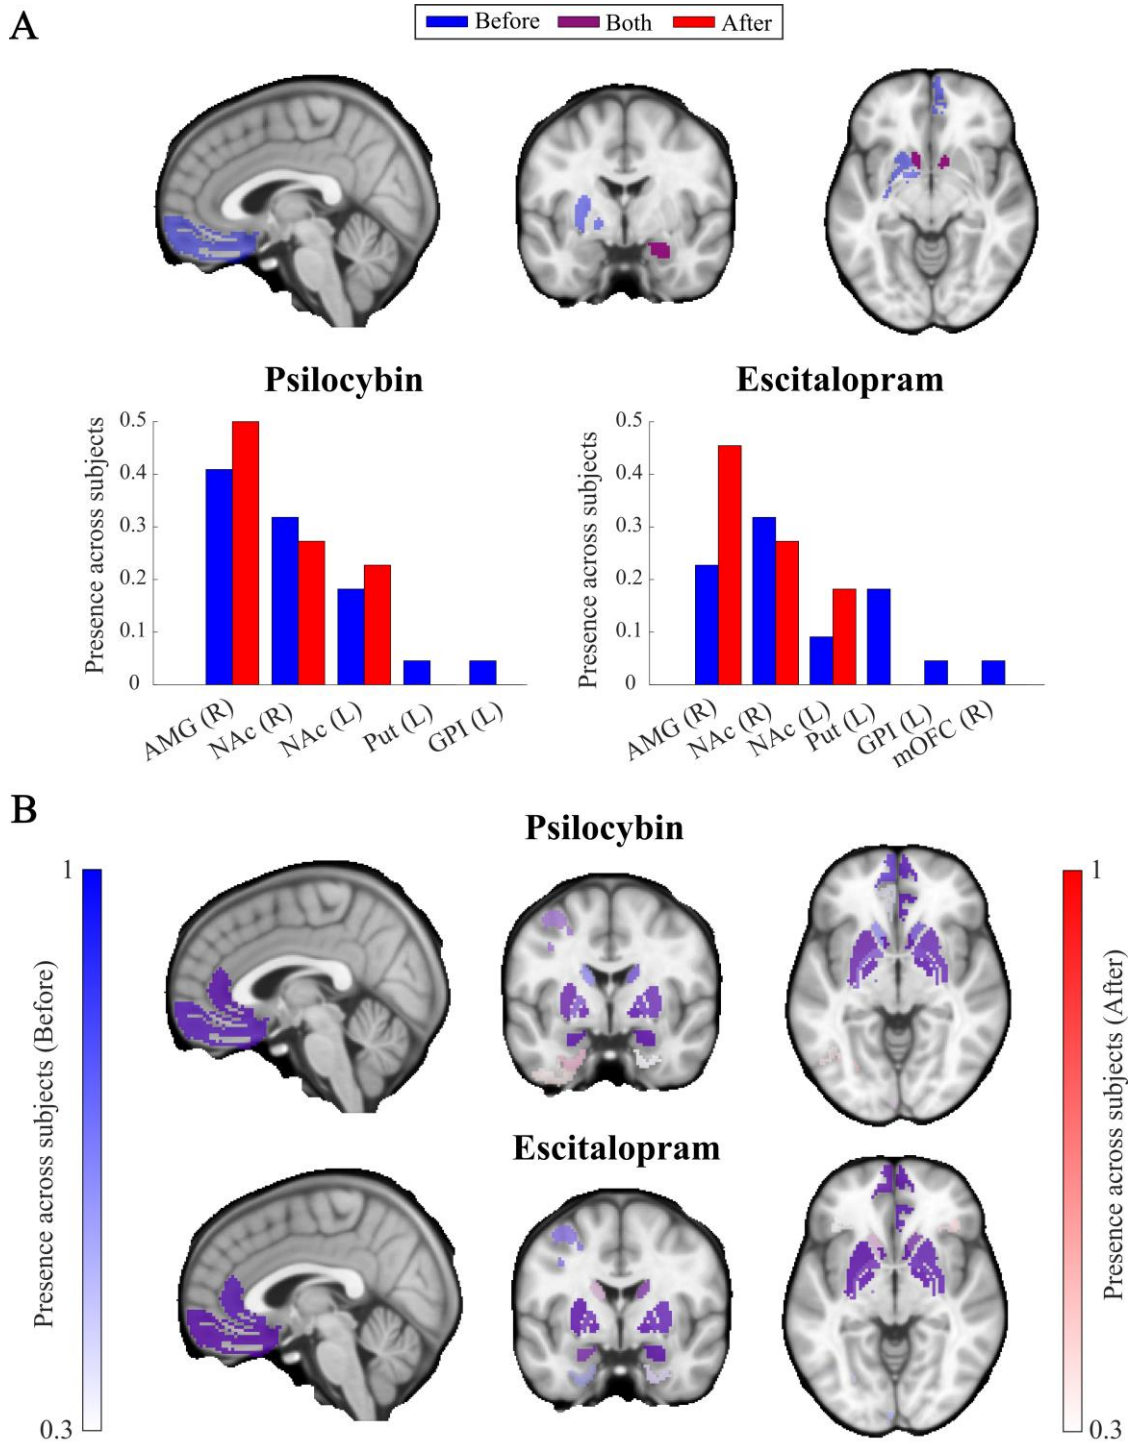 A
Before Both After
Psilocybin
Presence across subjects
0.5
0.4
0.3
0.2
0.1
0
AMG (R) NAc (R) NAc (L) Put (L) GPI (L)
Escitalopram
Presence across subjects
0.5
0.4
0.3
0.2
0.1
0
AMG (R) NAc (R) NAc (L) Put (L) GPI (L) mOFC (R)
B
Psilocybin
1
Presence across subjects (Before)
0.3
Escitalopram
1
Presence across subjects (After)
0.3